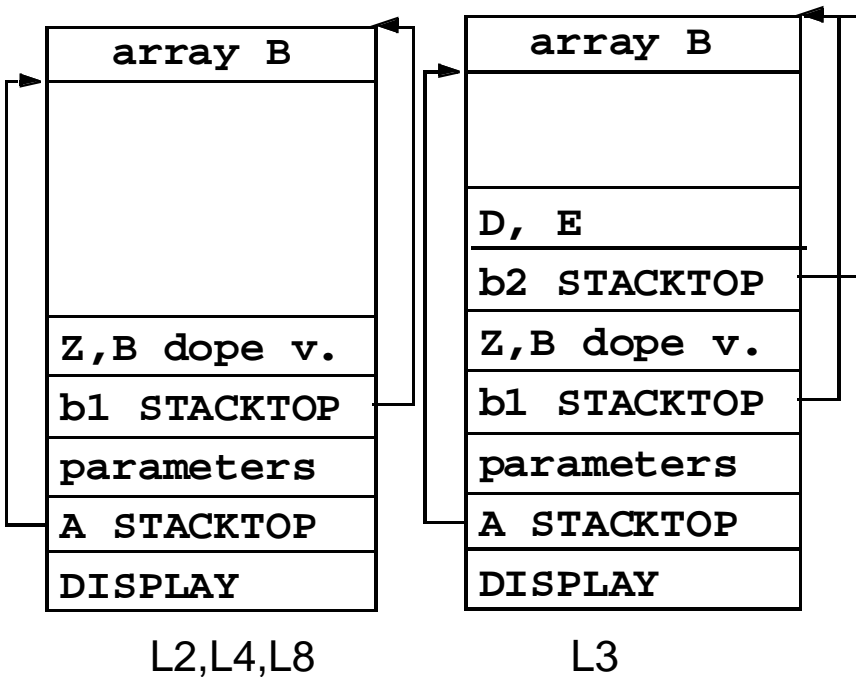 array B
Z,B dope v.
b1 STACKTOP
parameters
A STACKTOP
DISPLAY
L2,L4,L8
array B
D, E
b2 STACKTOP
Z,B dope v.
b1 STACKTOP
parameters
A STACKTOP
DISPLAY
L3